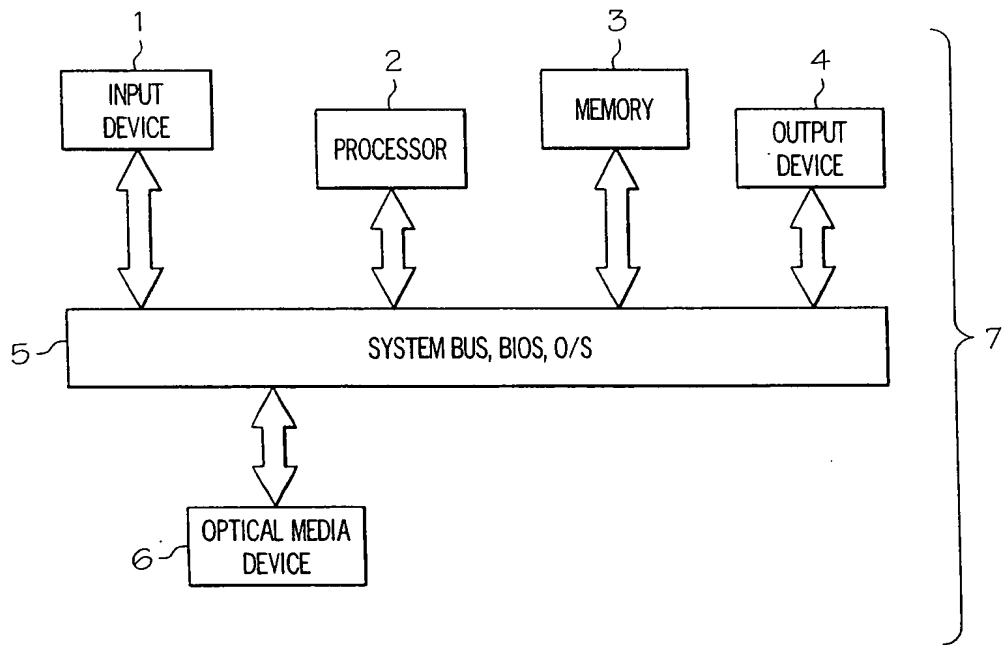 1
INPUT
DEVICE
2
PROCESSOR
3
MEMORY
4
OUTPUT
DEVICE
5
SYSTEM BUS, BIOS, O/S
7
6
OPTICAL MEDIA
DEVICE